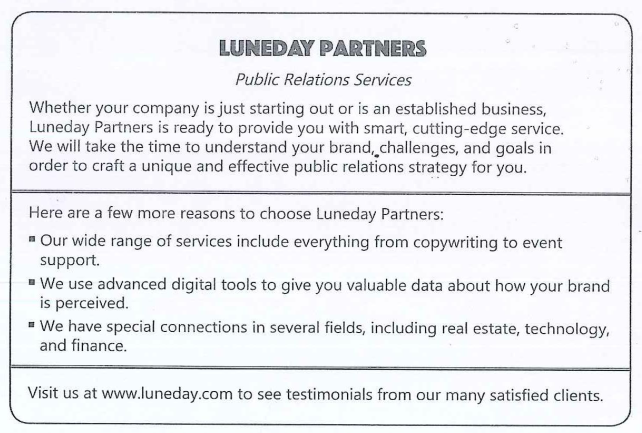 LUNEDAY PARTNERS
Public Relations Services
Whether your company is just starting out or is an established business,
Luneday Partners is ready to provide you with smart, cutting-edge service.
We will take the time to understand your brand, challenges, and goals in
order to craft a unique and effective public relations strategy for you.
Here are a few more reasons to choose Luneday Partners:
▪ Our wide range of services include everything from copywriting to event
support.
▪ We use advanced digital tools to give you valuable data about how your brand
is perceived.
▪ We have special connections in several fields, including real estate, technology,
and finance.
Visit us at www.luneday.com to see testimonials from our many satisfied clients.